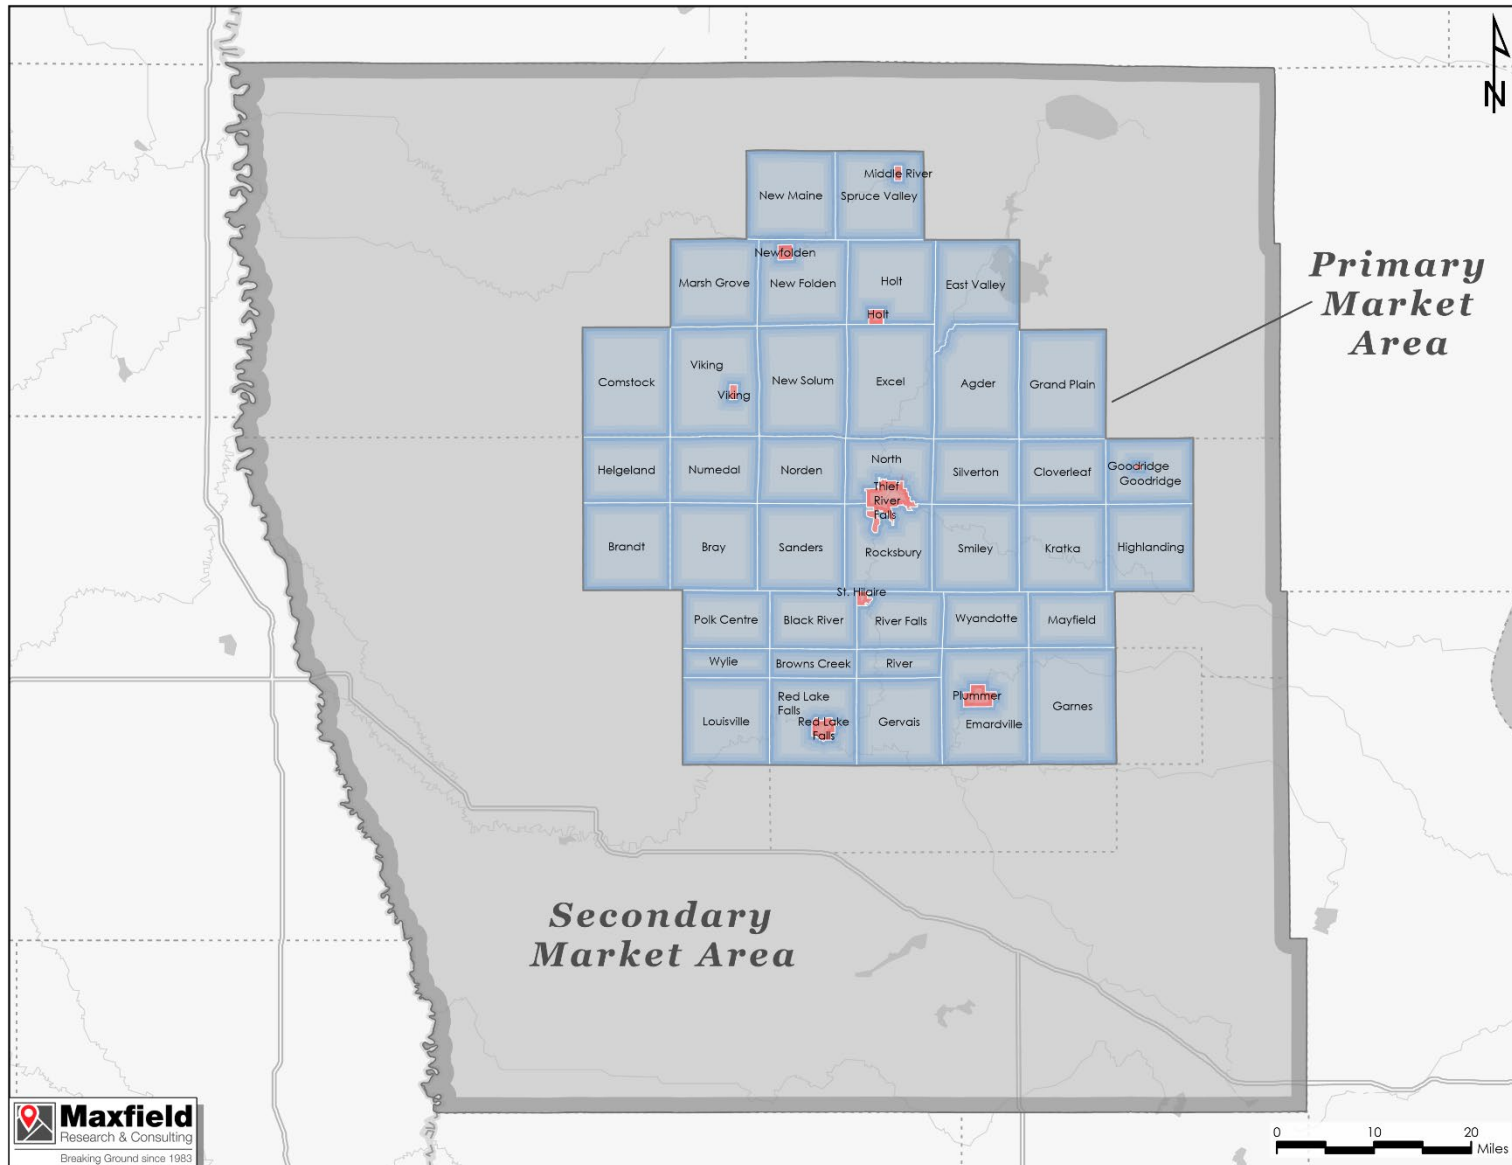 N
New Maine
Middle River
Spruce Valley
Newfolden
Marsh Grove
New Folden
Holt
East Valley
Holt
Primary
Market
Area
Comstock
Viking
Viking
New Solum
Excel
Agder
Grand Plain
Helgeland
Numedal
Norden
North
Silverton
Cloverleaf
Goodridge
Goodridge
Thief
River
Falls
Brandt
Bray
Sanders
Rocksbury
Smiley
Kratka
Highlanding
St. Hilaire
Polk Centre
Black River
River Falls
Wyandotte
Mayfield
Wylie
Browns Creek
River
Louisville
Red Lake
Falls
Red Lake
Falls
Gervais
Plummer
Emardville
Garnes
Secondary
Market Area
Maxfield
Research & Consulting
Breaking Ground since 1983
0 10 20
Miles